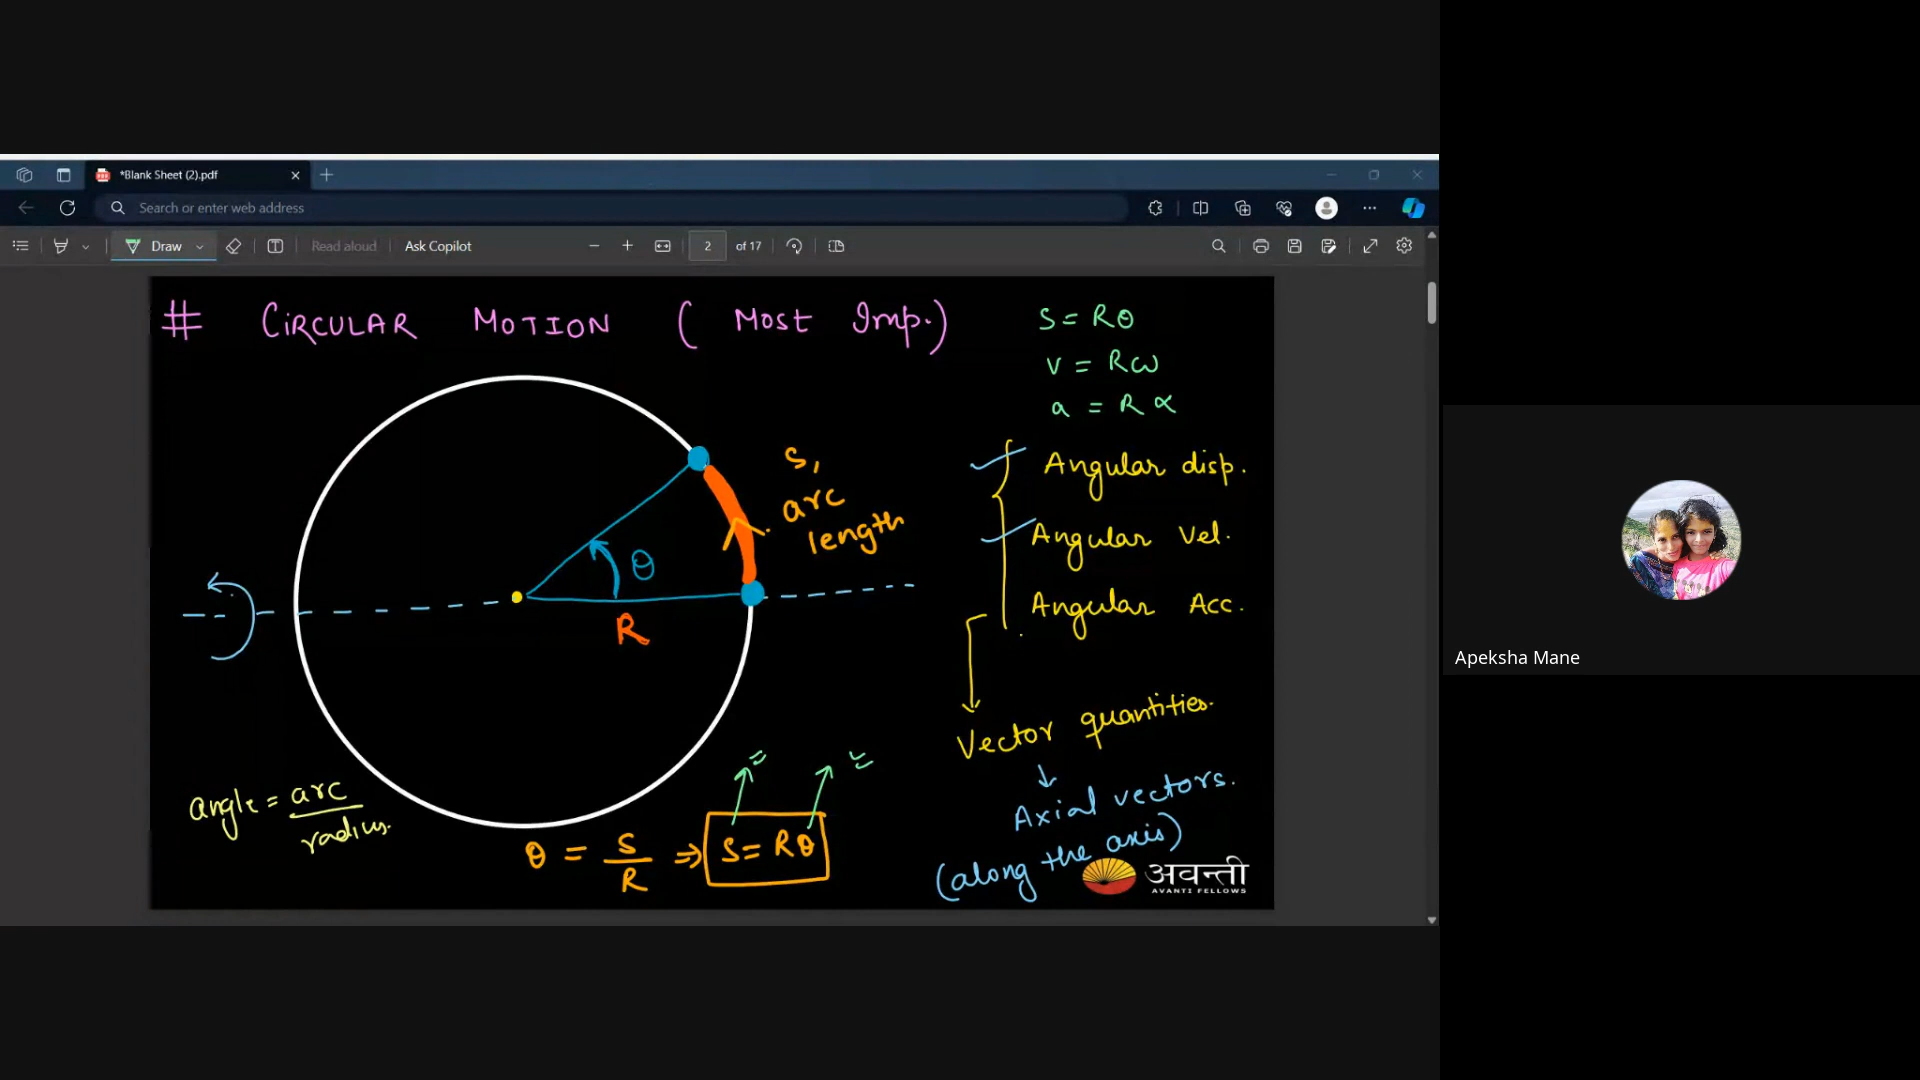 *Blank Sheet (2).pdf
Search or enter web address
Draw
Read aloud
Ask Copilot
2 of 17
# CIRCULAR MOTION ( Most Imp.)
S = Rθ
v = Rω
a = Rα
s,
arc
length
θ
R
Angular disp.
Angular Vel.
Angular Acc.
Vector quantities.
↓
Axial vectors.
(along the axis)
angle = arc/radius.
θ = S/R ⇒ S = Rθ
अवन्ती
AVANTI FELLOWS
Apeksha Mane